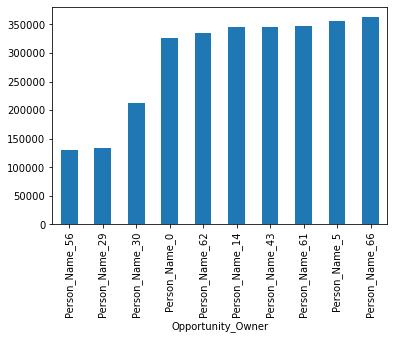 350000
300000
250000
200000
150000
100000
50000
0
Person_Name_56
Person_Name_29
Person_Name_30
Person_Name_0
Person_Name_62
Person_Name_14
Person_Name_43
Person_Name_61
Person_Name_5
Person_Name_66
Opportunity_Owner